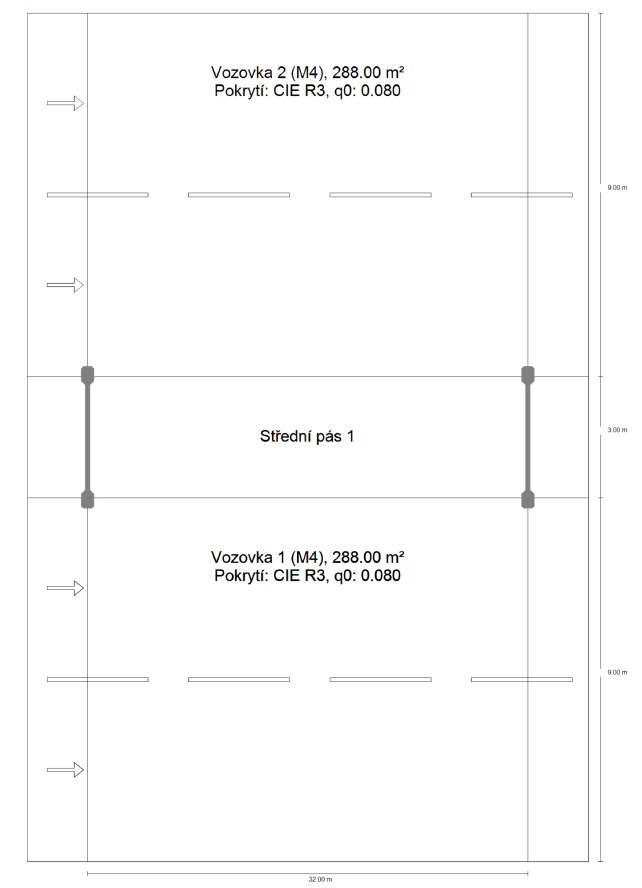 Vozovka 2 (M4), 288.00 m²
Pokrytí: CIE R3, q0: 0.080
9.00 m
Střední pás 1
3.00 m
Vozovka 1 (M4), 288.00 m²
Pokrytí: CIE R3, q0: 0.080
9.00 m
32.00 m